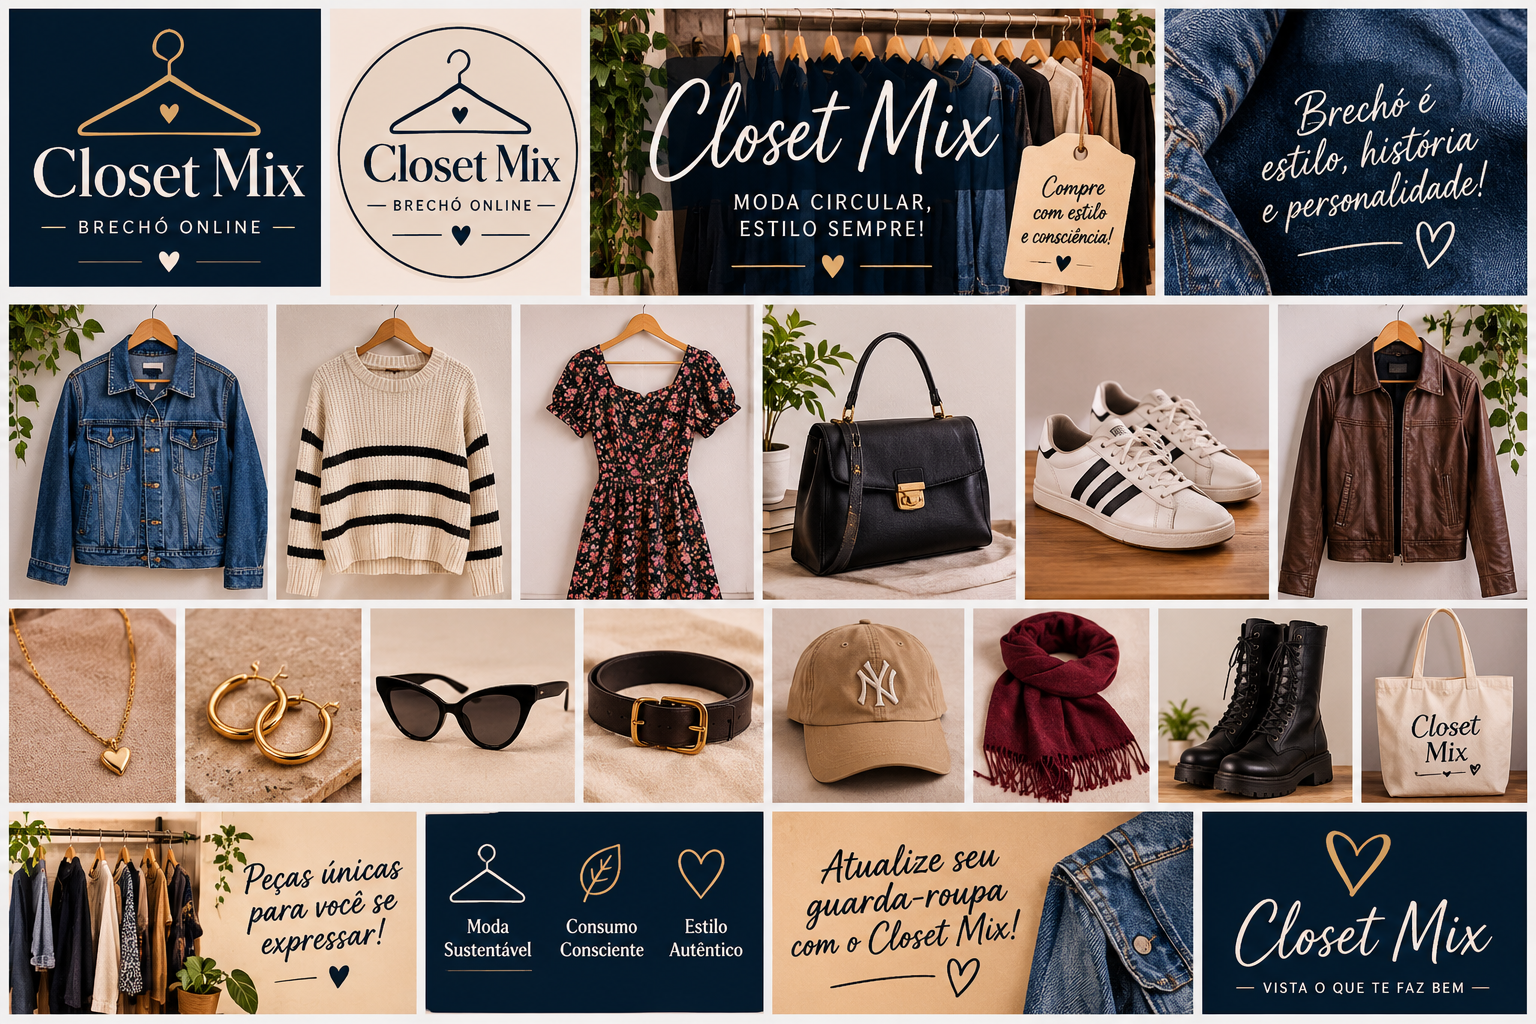 Closet Mix
BRECHÓ ONLINE
Closet Mix
BRECHÓ ONLINE
Closet Mix
MODA CIRCULAR,
ESTILO SEMPRE!
Compre
com estilo
e consciência!
Brechó é
estilo, história
e personalidade!
NY
Closet
Mix
Peças únicas
para você se
expressar!
Moda
Sustentável
Consumo
Consciente
Estilo
Autêntico
Atualize seu
guarda-roupa
com o Closet Mix!
Closet Mix
VISTA O QUE TE FAZ BEM